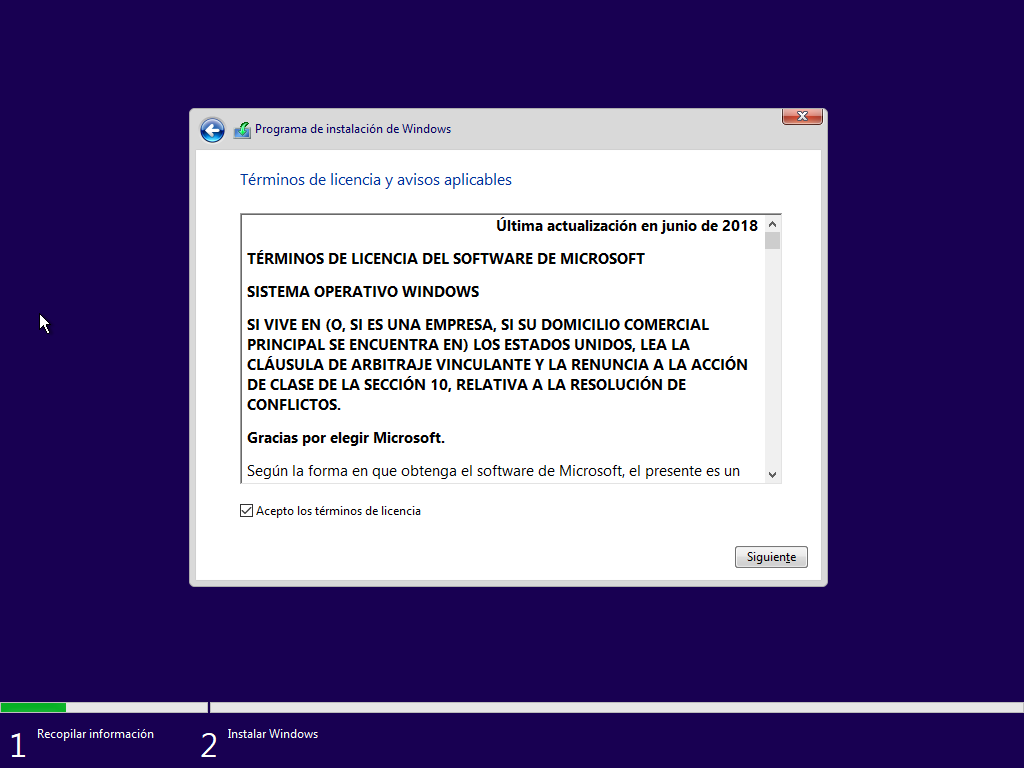 Programa de instalación de Windows
Términos de licencia y avisos aplicables
Última actualización en junio de 2018
TÉRMINOS DE LICENCIA DEL SOFTWARE DE MICROSOFT
SISTEMA OPERATIVO WINDOWS
SI VIVE EN (O, SI ES UNA EMPRESA, SI SU DOMICILIO COMERCIAL
PRINCIPAL SE ENCUENTRA EN) LOS ESTADOS UNIDOS, LEA LA
CLÁUSULA DE ARBITRAJE VINCULANTE Y LA RENUNCIA A LA ACCIÓN
DE CLASE DE LA SECCIÓN 10, RELATIVA A LA RESOLUCIÓN DE
CONFLICTOS.
Gracias por elegir Microsoft.
Según la forma en que obtenga el software de Microsoft, el presente es un
Acepto los términos de licencia
Siguiente
1 Recopilar información
2 Instalar Windows